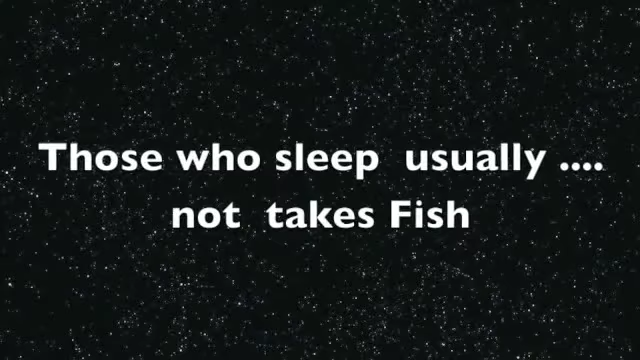 Those who sleep  usually ....
not  takes Fish